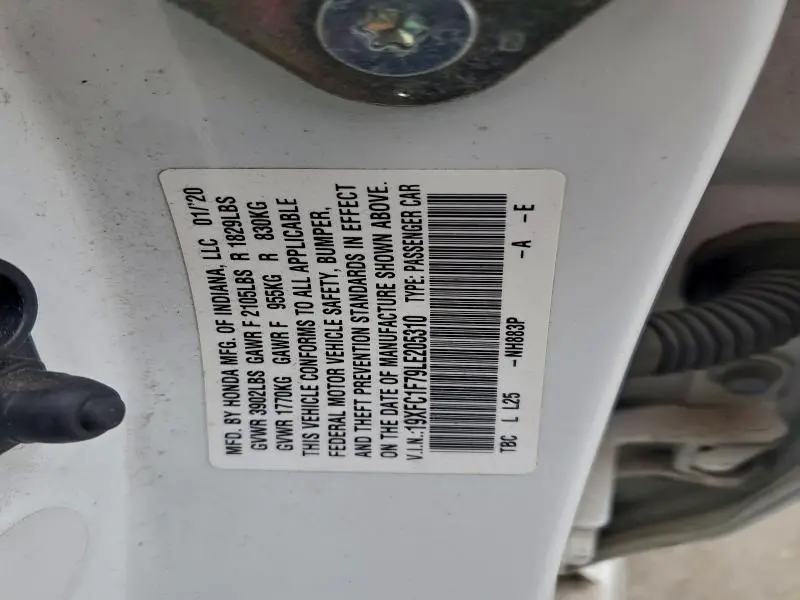 MFD. BY HONDA MFG. OF INDIANA, LLC 01/'20
GVWR 3902LBS GAWR F 2105LBS R 1829LBS
GVWR 1770KG GAWR F 955KG R 830KG
THIS VEHICLE CONFORMS TO ALL APPLICABLE
FEDERAL MOTOR VEHICLE SAFETY, BUMPER,
AND THEFT PREVENTION STANDARDS IN EFFECT
ON THE DATE OF MANUFACTURE SHOWN ABOVE.
V.I.N.:19XFC1F79LE205310 TYPE: PASSENGER CAR
TBC L L25 -NH883P -A -E